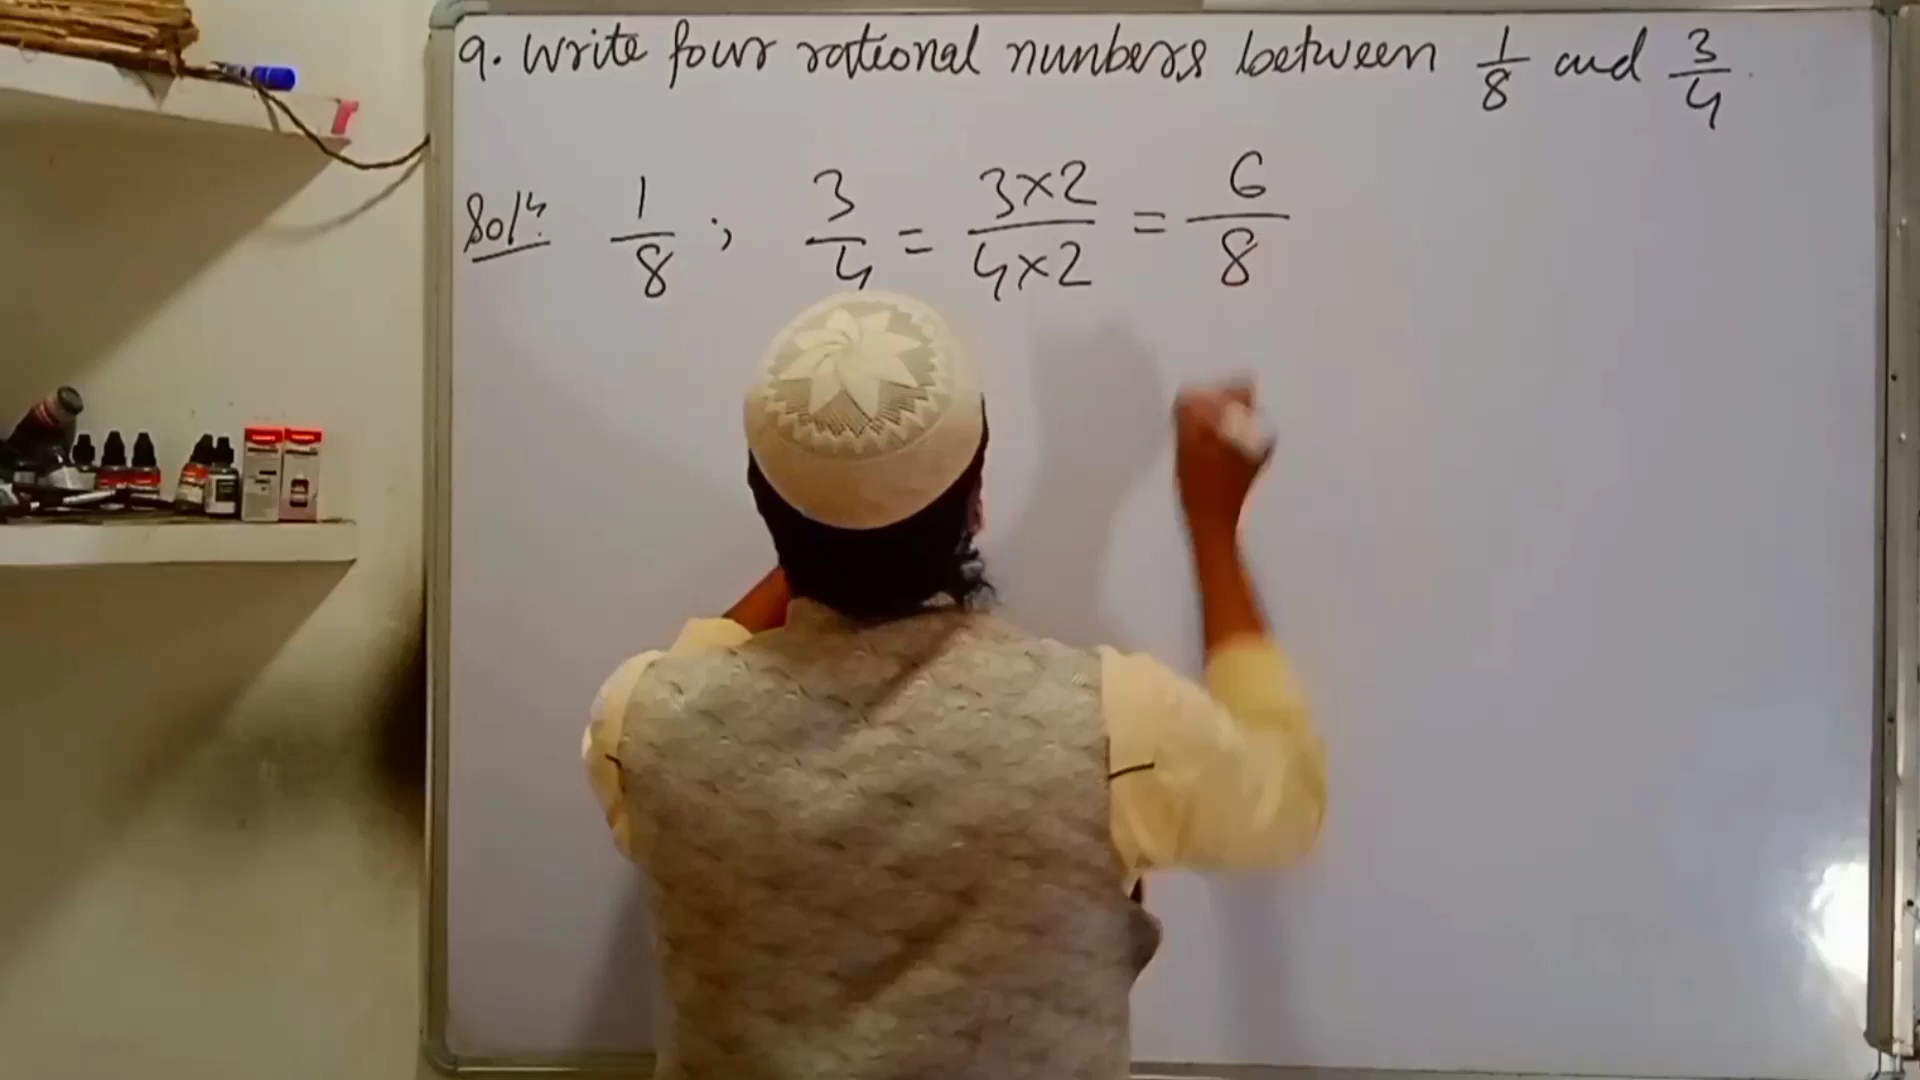 9. Write four rational numbers between 1/8 and 3/4.
Solⁿ: 1/8 ; 3/4 = 3×2/4×2 = 6/8